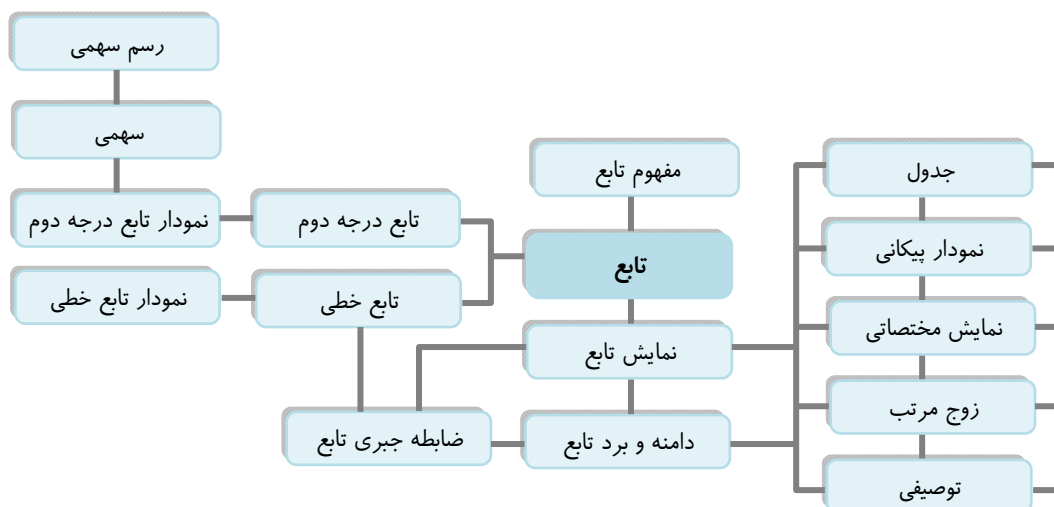 رسم سهمی
سهمی
مفهوم تابع
جدول
نمودار تابع درجه دوم
تابع درجه دوم
تابع
نمودار پیکانی
نمودار تابع خطی
تابع خطی
نمایش تابع
نمایش مختصاتی
زوج مرتب
ضابطه جبری تابع
دامنه و برد تابع
توصیفی